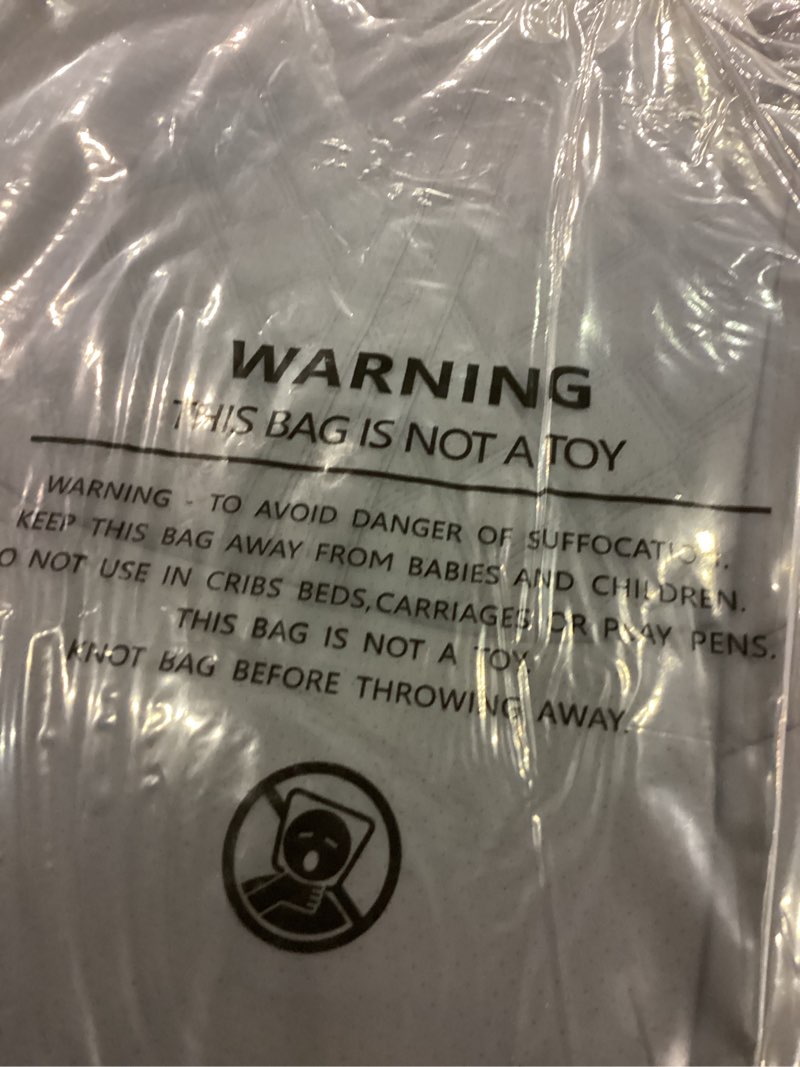 WARNING
THIS BAG IS NOT A TOY
WARNING - TO AVOID DANGER OF SUFFOCATION.
KEEP THIS BAG AWAY FROM BABIES AND CHILDREN.
O NOT USE IN CRIBS BEDS,CARRIAGES OR PLAY PENS.
THIS BAG IS NOT A TOY.
KNOT BAG BEFORE THROWING AWAY.